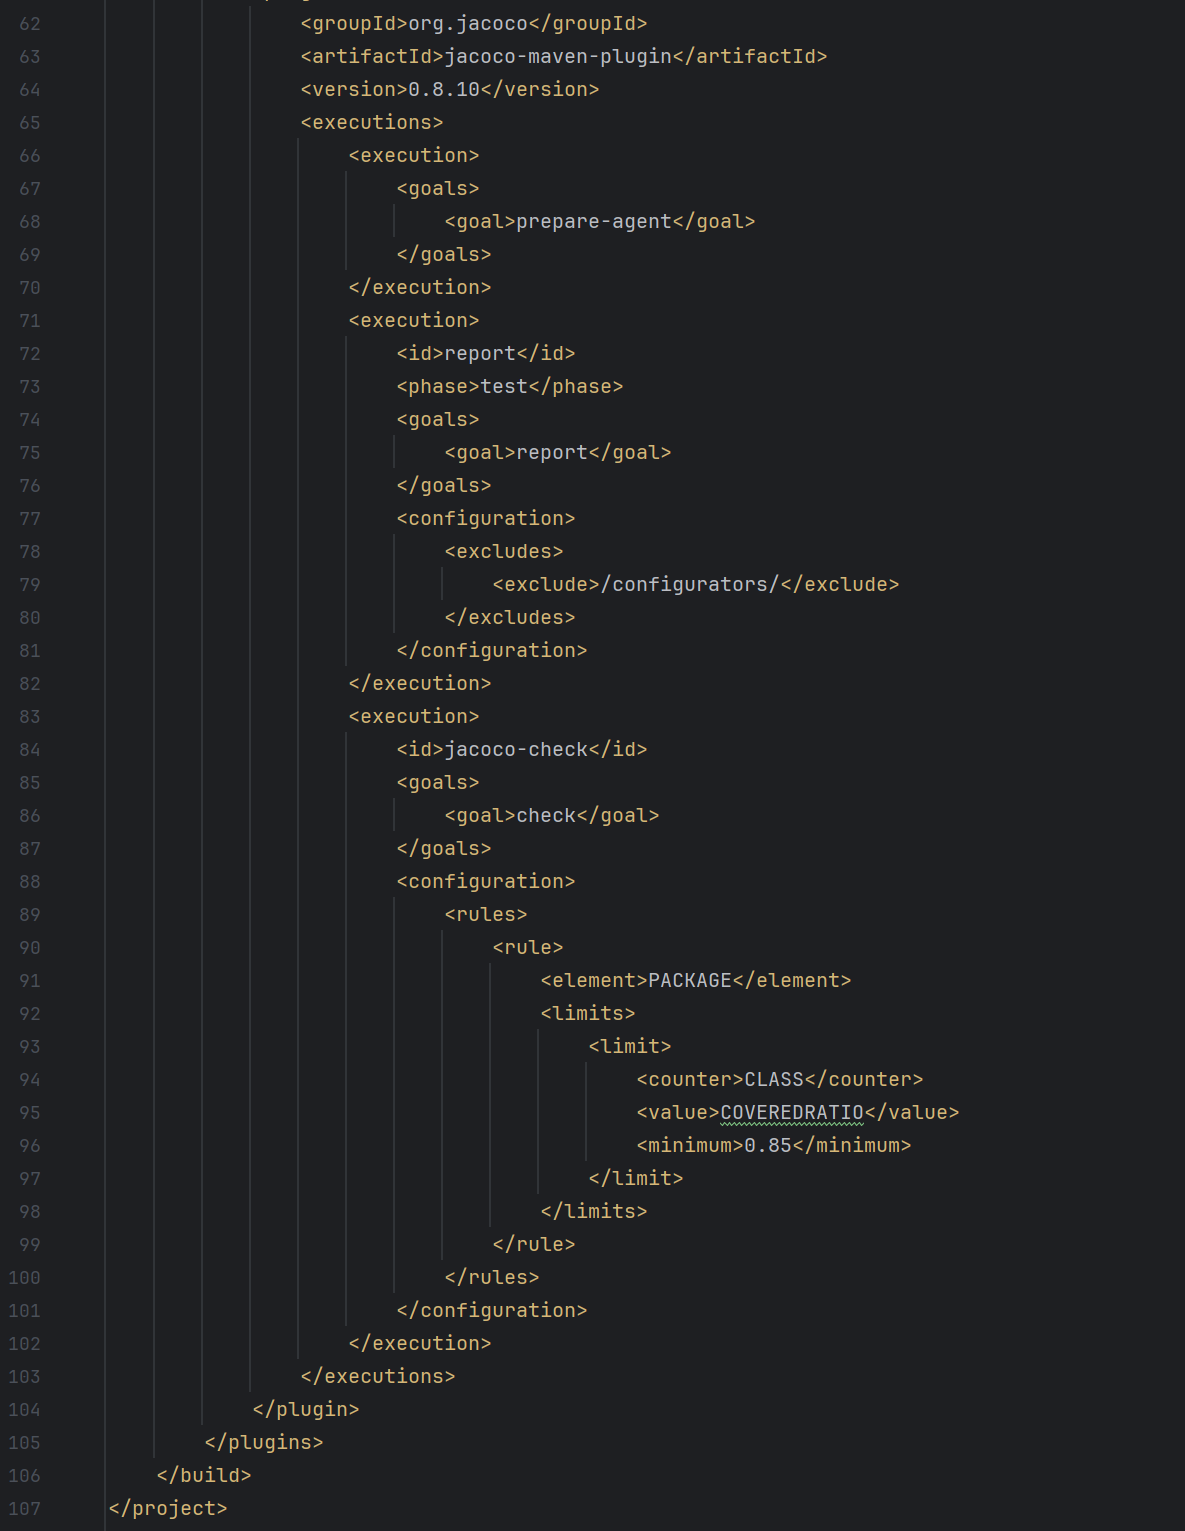 62 <groupId>org.jacoco</groupId>
63 <artifactId>jacoco-maven-plugin</artifactId>
64 <version>0.8.10</version>
65 <executions>
66 <execution>
67 <goals>
68 <goal>prepare-agent</goal>
69 </goals>
70 </execution>
71 <execution>
72 <id>report</id>
73 <phase>test</phase>
74 <goals>
75 <goal>report</goal>
76 </goals>
77 <configuration>
78 <excludes>
79 <exclude>/configurators/</exclude>
80 </excludes>
81 </configuration>
82 </execution>
83 <execution>
84 <id>jacoco-check</id>
85 <goals>
86 <goal>check</goal>
87 </goals>
88 <configuration>
89 <rules>
90 <rule>
91 <element>PACKAGE</element>
92 <limits>
93 <limit>
94 <counter>CLASS</counter>
95 <value>COVEREDRATIO</value>
96 <minimum>0.85</minimum>
97 </limit>
98 </limits>
99 </rule>
100 </rules>
101 </configuration>
102 </execution>
103 </executions>
104 </plugin>
105 </plugins>
106 </build>
107 </project>